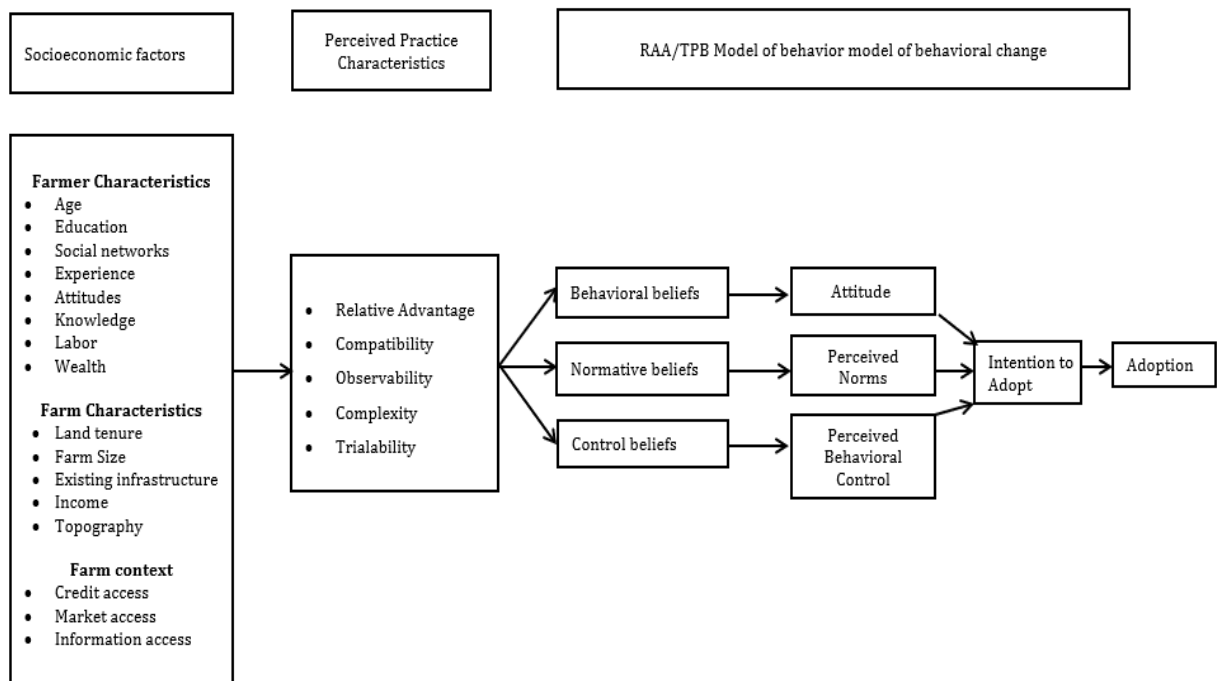 Socioeconomic factors
Perceived Practice
Characteristics
RAA/TPB Model of behavior model of behavioral change
Farmer Characteristics
• Age
• Education
• Social networks
• Experience
• Attitudes
• Knowledge
• Labor
• Wealth
Farm Characteristics
• Land tenure
• Farm Size
• Existing infrastructure
• Income
• Topography
Farm context
• Credit access
• Market access
• Information access
• Relative Advantage
• Compatibility
• Observability
• Complexity
• Trialability
Behavioral beliefs
Normative beliefs
Control beliefs
Attitude
Perceived
Norms
Perceived
Behavioral
Control
Intention to
Adopt
Adoption